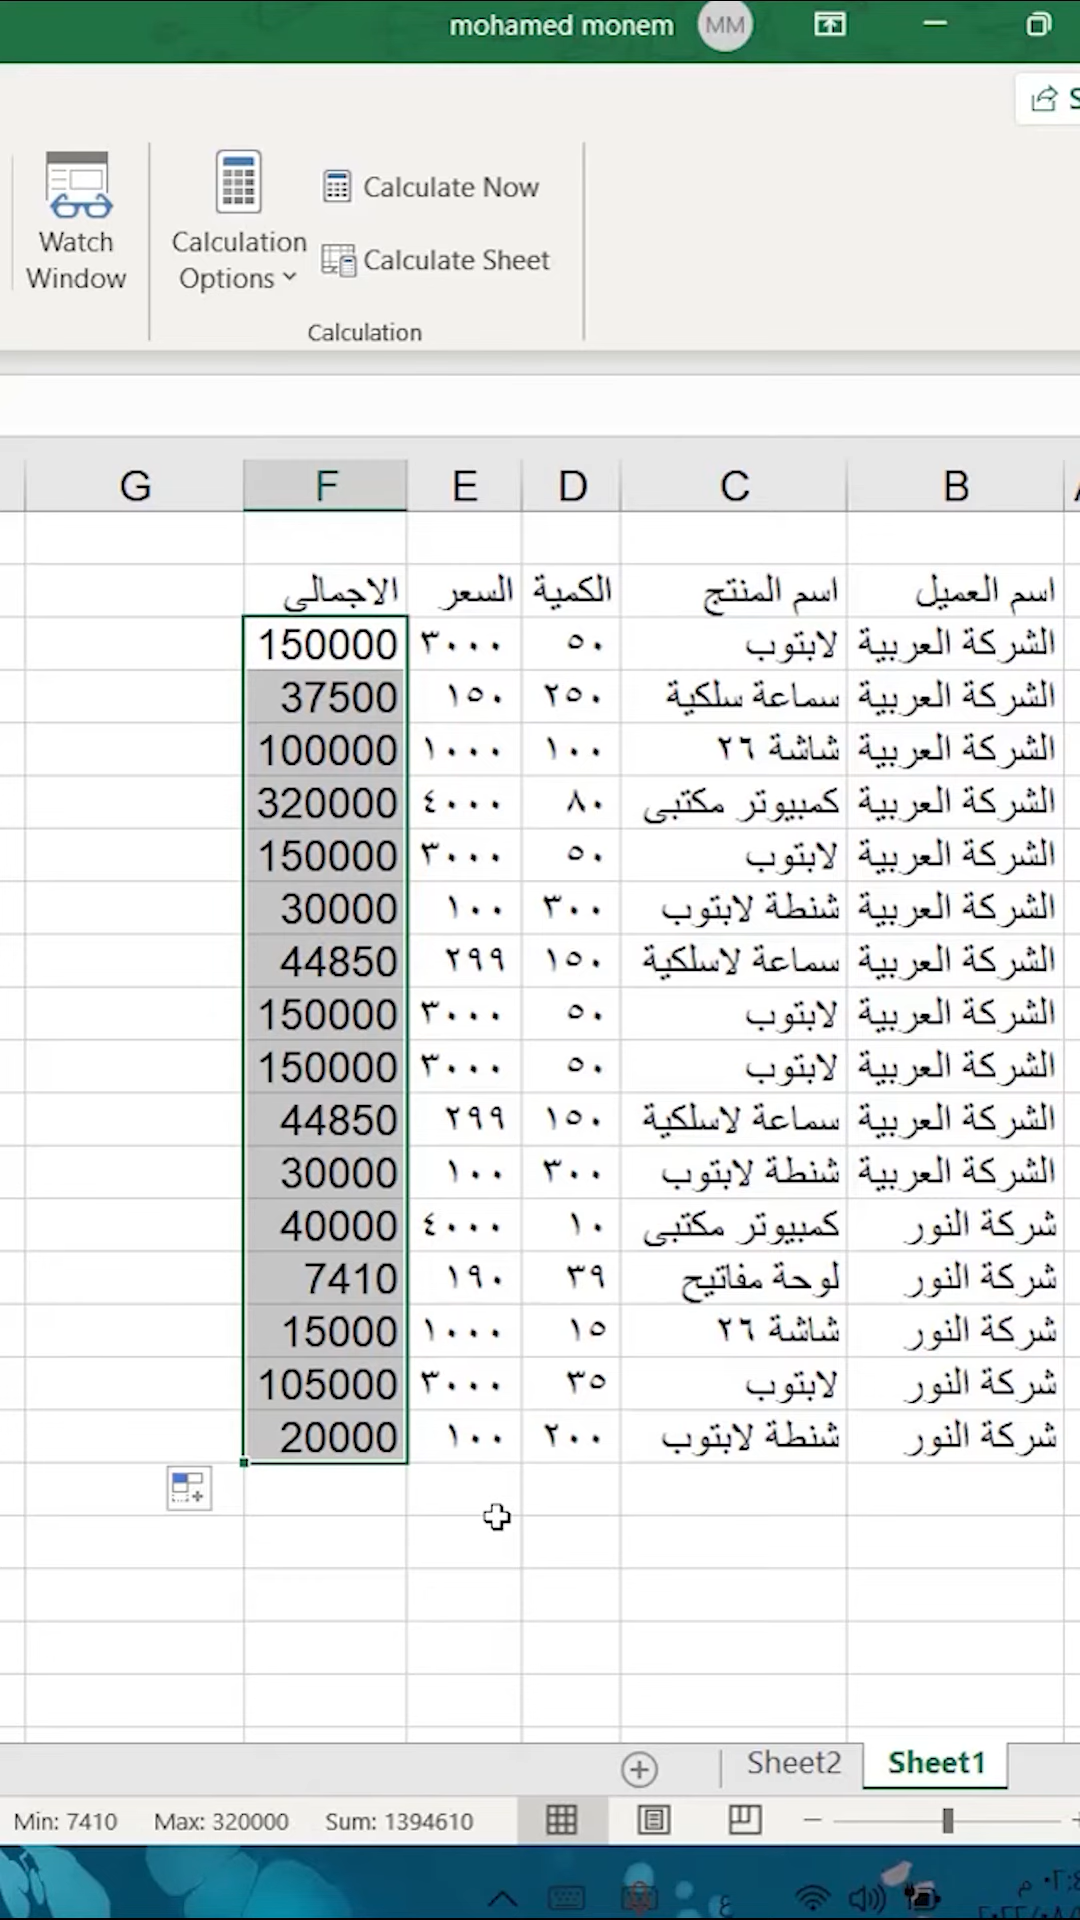 mohamed monem MM
Watch Window
Calculation Options
Calculate Now
Calculate Sheet
Calculation
G F E D C B
اسم العميل اسم المنتج الكمية السعر الاجمالى
الشركة العربية لابتوب ٥٠ ٣٠٠٠ 150000
الشركة العربية سماعة سلكية ٢٥٠ ١٥٠ 37500
الشركة العربية شاشة ٢٦ ١٠٠ ١٠٠٠ 100000
الشركة العربية كمبيوتر مكتبى ٨٠ ٤٠٠٠ 320000
الشركة العربية لابتوب ٥٠ ٣٠٠٠ 150000
الشركة العربية شنطة لابتوب ٣٠٠ ١٠٠ 30000
الشركة العربية سماعة لاسلكية ١٥٠ ٢٩٩ 44850
الشركة العربية لابتوب ٥٠ ٣٠٠٠ 150000
الشركة العربية لابتوب ٥٠ ٣٠٠٠ 150000
الشركة العربية سماعة لاسلكية ١٥٠ ٢٩٩ 44850
الشركة العربية شنطة لابتوب ٣٠٠ ١٠٠ 30000
شركة النور كمبيوتر مكتبى ١٠ ٤٠٠٠ 40000
شركة النور لوحة مفاتيح ٣٩ ١٩٠ 7410
شركة النور شاشة ٢٦ ١٥ ١٠٠٠ 15000
شركة النور لابتوب ٣٥ ٣٠٠٠ 105000
شركة النور شنطة لابتوب ٢٠٠ ١٠٠ 20000
Sheet2 Sheet1
Min: 7410 Max: 320000 Sum: 1394610
ع